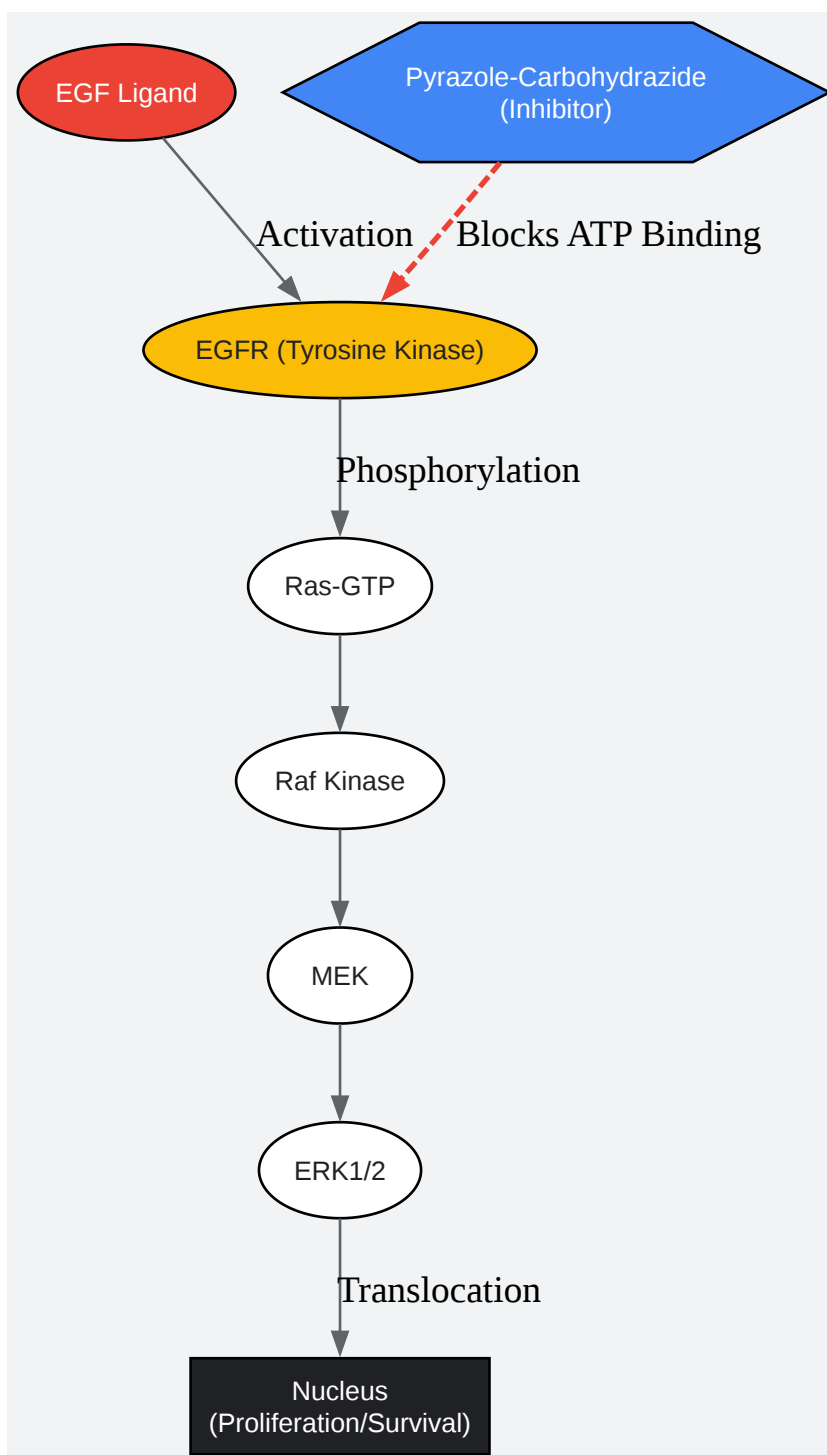 EGF Ligand
Pyrazole-Carbohydrazide
(Inhibitor)
Activation
Blocks ATP Binding
EGFR (Tyrosine Kinase)
Phosphorylation
Ras-GTP
Raf Kinase
MEK
ERK1/2
Translocation
Nucleus
(Proliferation/Survival)